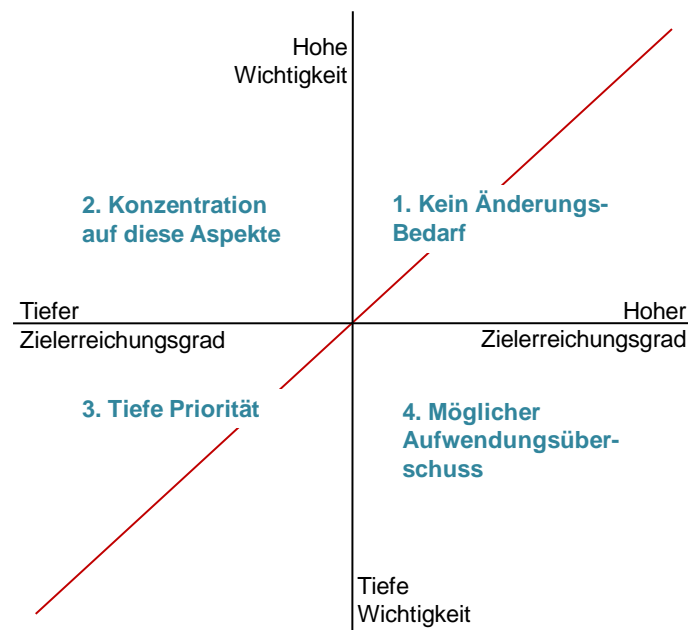 Hohe
Wichtigkeit
2. Konzentration
auf diese Aspekte
1. Kein Änderungs-
Bedarf
Tiefer
Zielerreichungsgrad
Hoher
Zielerreichungsgrad
3. Tiefe Priorität
4. Möglicher
Aufwendungsüber-
schuss
Tiefe
Wichtigkeit